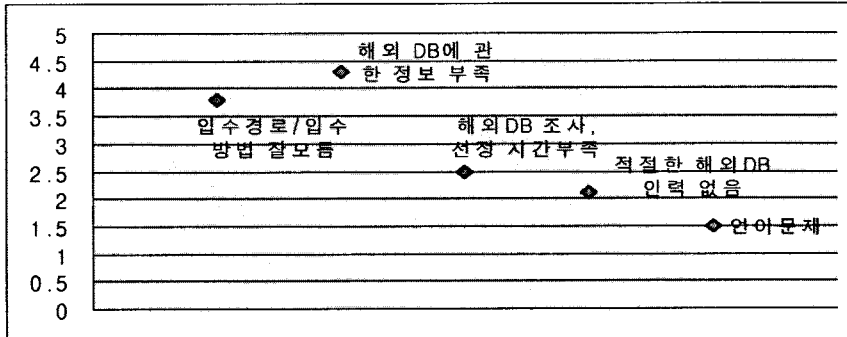 5
4.5
4
3.5
3
2.5
2
1.5
1
0.5
0
해외 DB에 관
한 정보 부족
입수경로/입수
방법 잘모름
해외DB 조사,
선정 시간부족
적절한 해외DB
인력 없음
언어문제